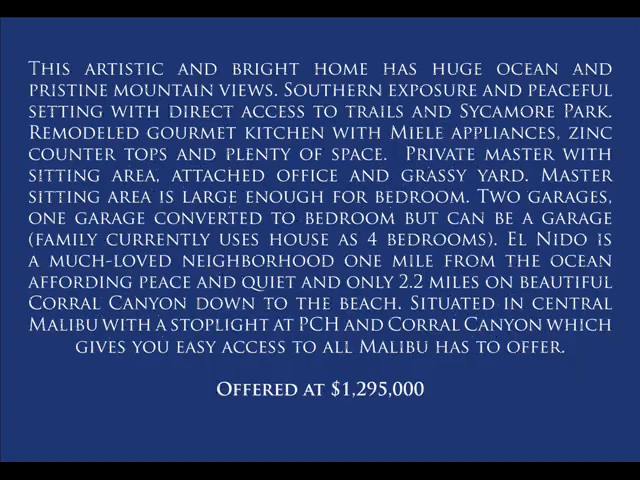 This artistic and bright home has huge ocean and
pristine mountain views. Southern exposure and peaceful
setting with direct access to trails and Sycamore Park.
Remodeled gourmet kitchen with Miele appliances, zinc
counter tops and plenty of space. Private master with
sitting area, attached office and grassy yard. Master
sitting area is large enough for bedroom. Two garages,
one garage converted to bedroom but can be a garage
(family currently uses house as 4 bedrooms). El Nido is
a much-loved neighborhood one mile from the ocean
affording peace and quiet and only 2.2 miles on beautiful
Corral Canyon down to the beach. Situated in central
Malibu with a stoplight at PCH and Corral Canyon which
gives you easy access to all Malibu has to offer.
Offered at $1,295,000